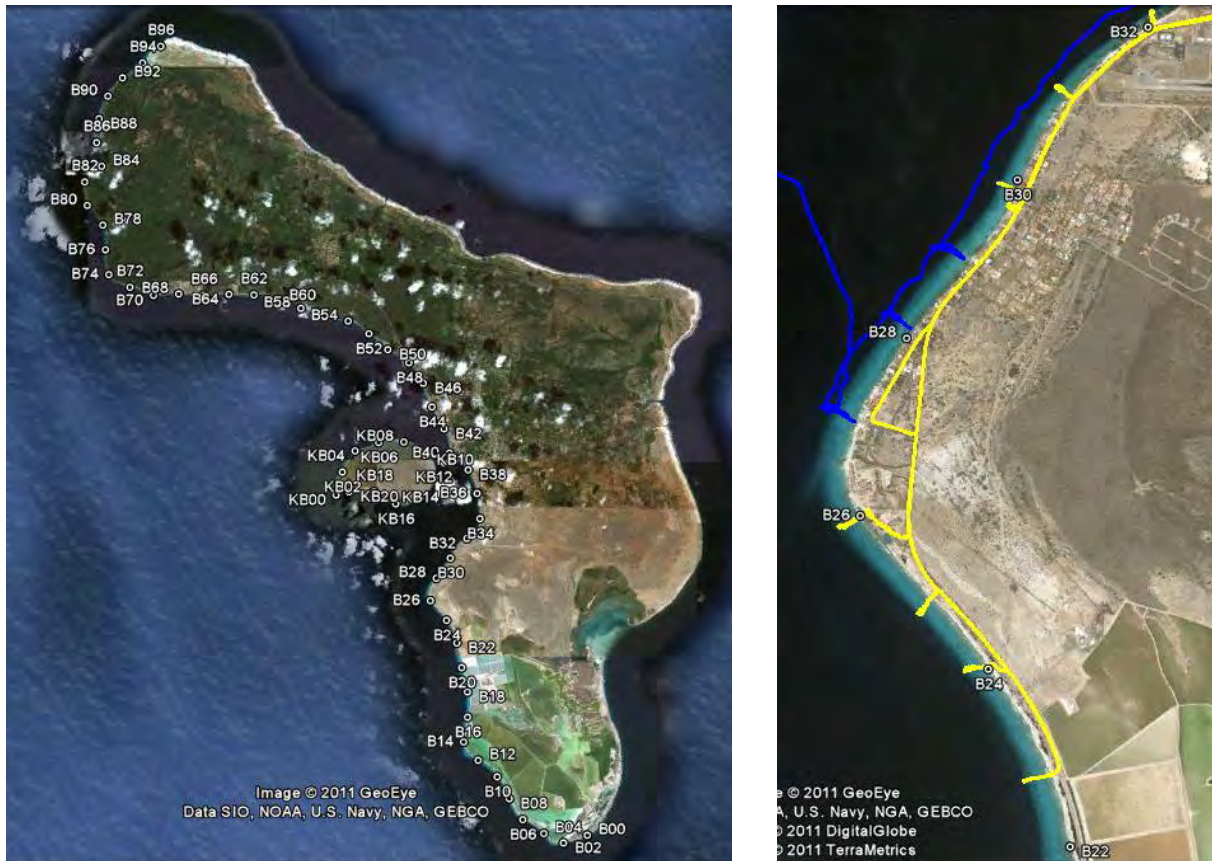 B96
B94
B92
B90
B88
B86
B84
B82
B80
B78
B76
B74
B72
B70
B68
B66
B64
B62
B60
B58
B54
B52
B50
B48
B46
B44
B42
KB08
B40
KB10
KB04
KB06
KB18
KB12
B38
KB02
KB00
KB20
KB14
B36
KB16
B34
B32
B30
B28
B26
B24
B22
B20
B18
B16
B14
B12
B10
B08
B06
B04
B02
B00
Image © 2011 GeoEye
Data SIO, NOAA, U.S. Navy, NGA, GEBCO
B32
B30
B28
B26
B24
B22
e © 2011 GeoEye
A, U.S. Navy, NGA, GEBCO
© 2011 DigitalGlobe
© 2011 TerraMetrics